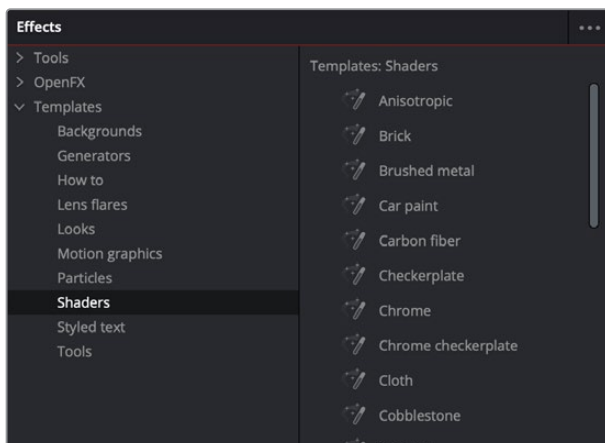 Effects
Tools
OpenFX
Templates
Backgrounds
Generators
How to
Lens flares
Looks
Motion graphics
Particles
Shaders
Styled text
Tools
Templates: Shaders
Anisotropic
Brick
Brushed metal
Car paint
Carbon fiber
Checkerplate
Chrome
Chrome checkerplate
Cloth
Cobblestone